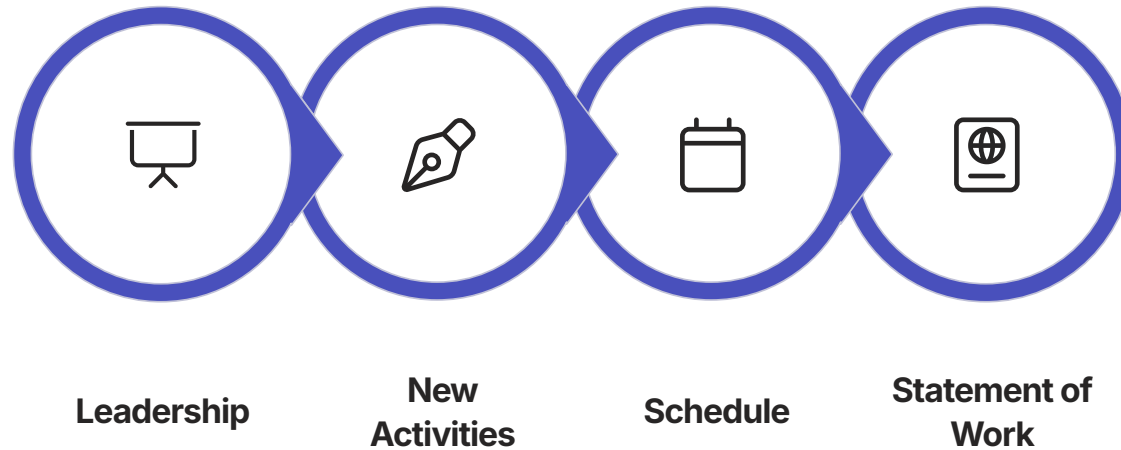 Leadership
New
Activities
Schedule
Statement of
Work